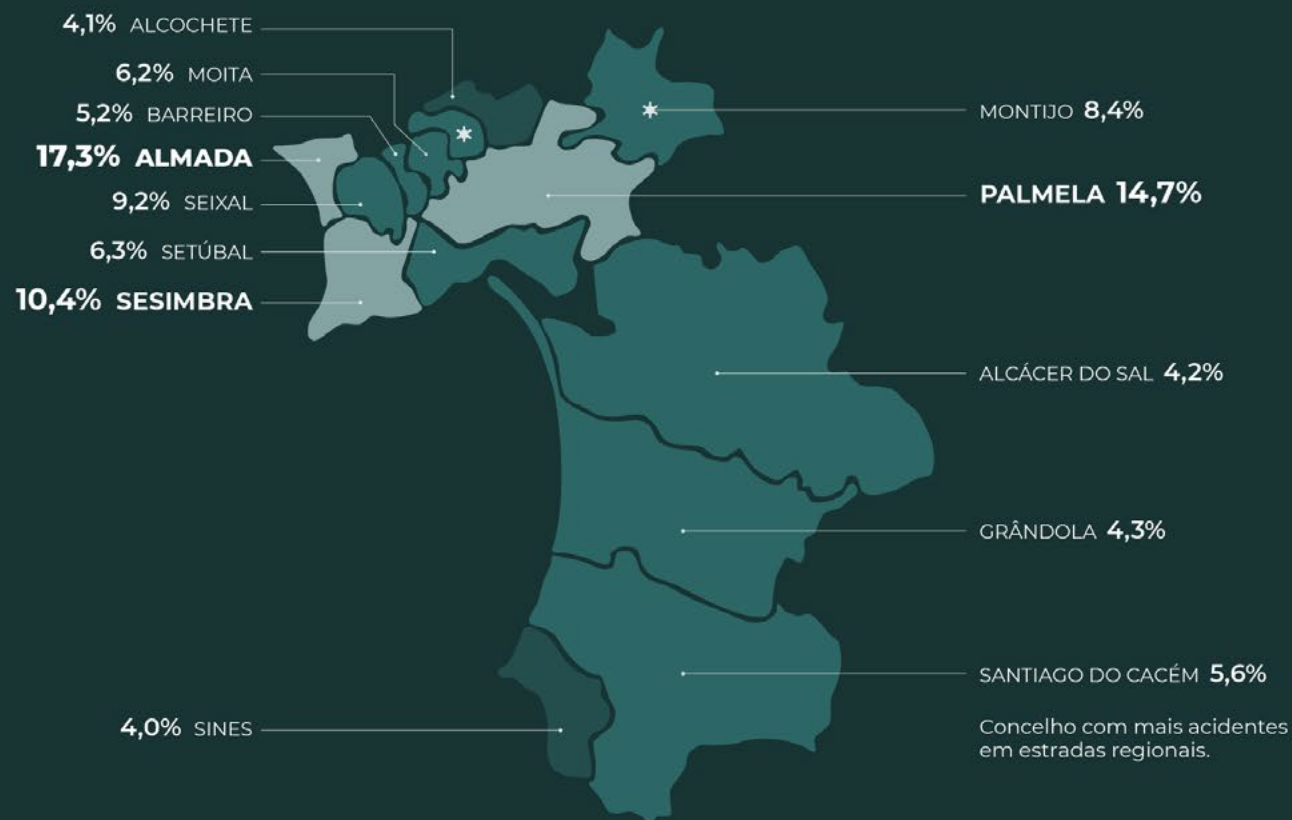 4,1% ALCOCHETE
6,2% MOITA
5,2% BARREIRO
17,3% ALMADA
9,2% SEIXAL
6,3% SETÚBAL
10,4% SESIMBRA
4,0% SINES
MONTIJO 8,4%
PALMELA 14,7%
ALCÁCER DO SAL 4,2%
GRÂNDOLA 4,3%
SANTIAGO DO CACÉM 5,6%
Concelho com mais acidentes
em estradas regionais.